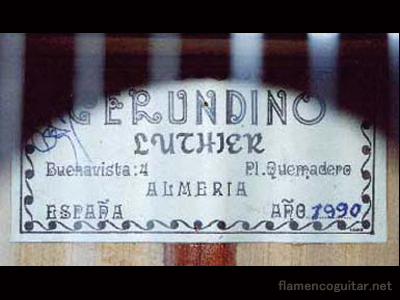 GERUNDINO
LUTHIER
Buenavista:4 Pl.Quemadero
ALMERIA
ESPAÑA AÑO 1990
flamencoguitar.net